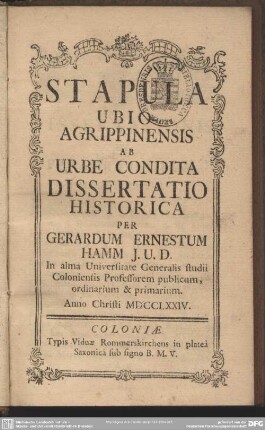 STAPULA
UBIO
AGRIPPINENSIS
AB
URBE CONDITA
DISSERTATIO
HISTORICA
PER
GERARDUM ERNESTUM
HAMM J. U. D.
In alma Universitate Generalis studii
Coloniensis Professorem publicum,
ordinarium & primarium.
Anno Christi MDCCLXXIV.
COLONIÆ
Typis Viduæ Rommerskirchens in plateâ
Saxonicâ sub signo B. M. V.